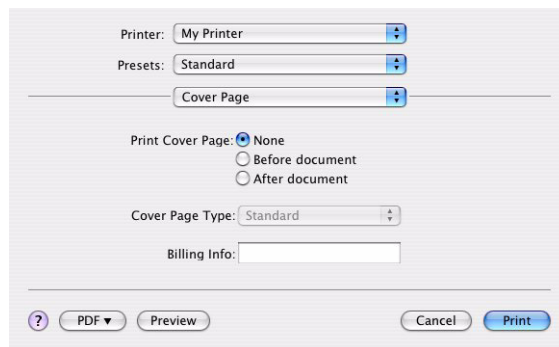 Printer: My Printer
Presets: Standard
Cover Page
Print Cover Page: None
Before document
After document
Cover Page Type: Standard
Billing Info:
? PDF ▼ Preview Cancel Print